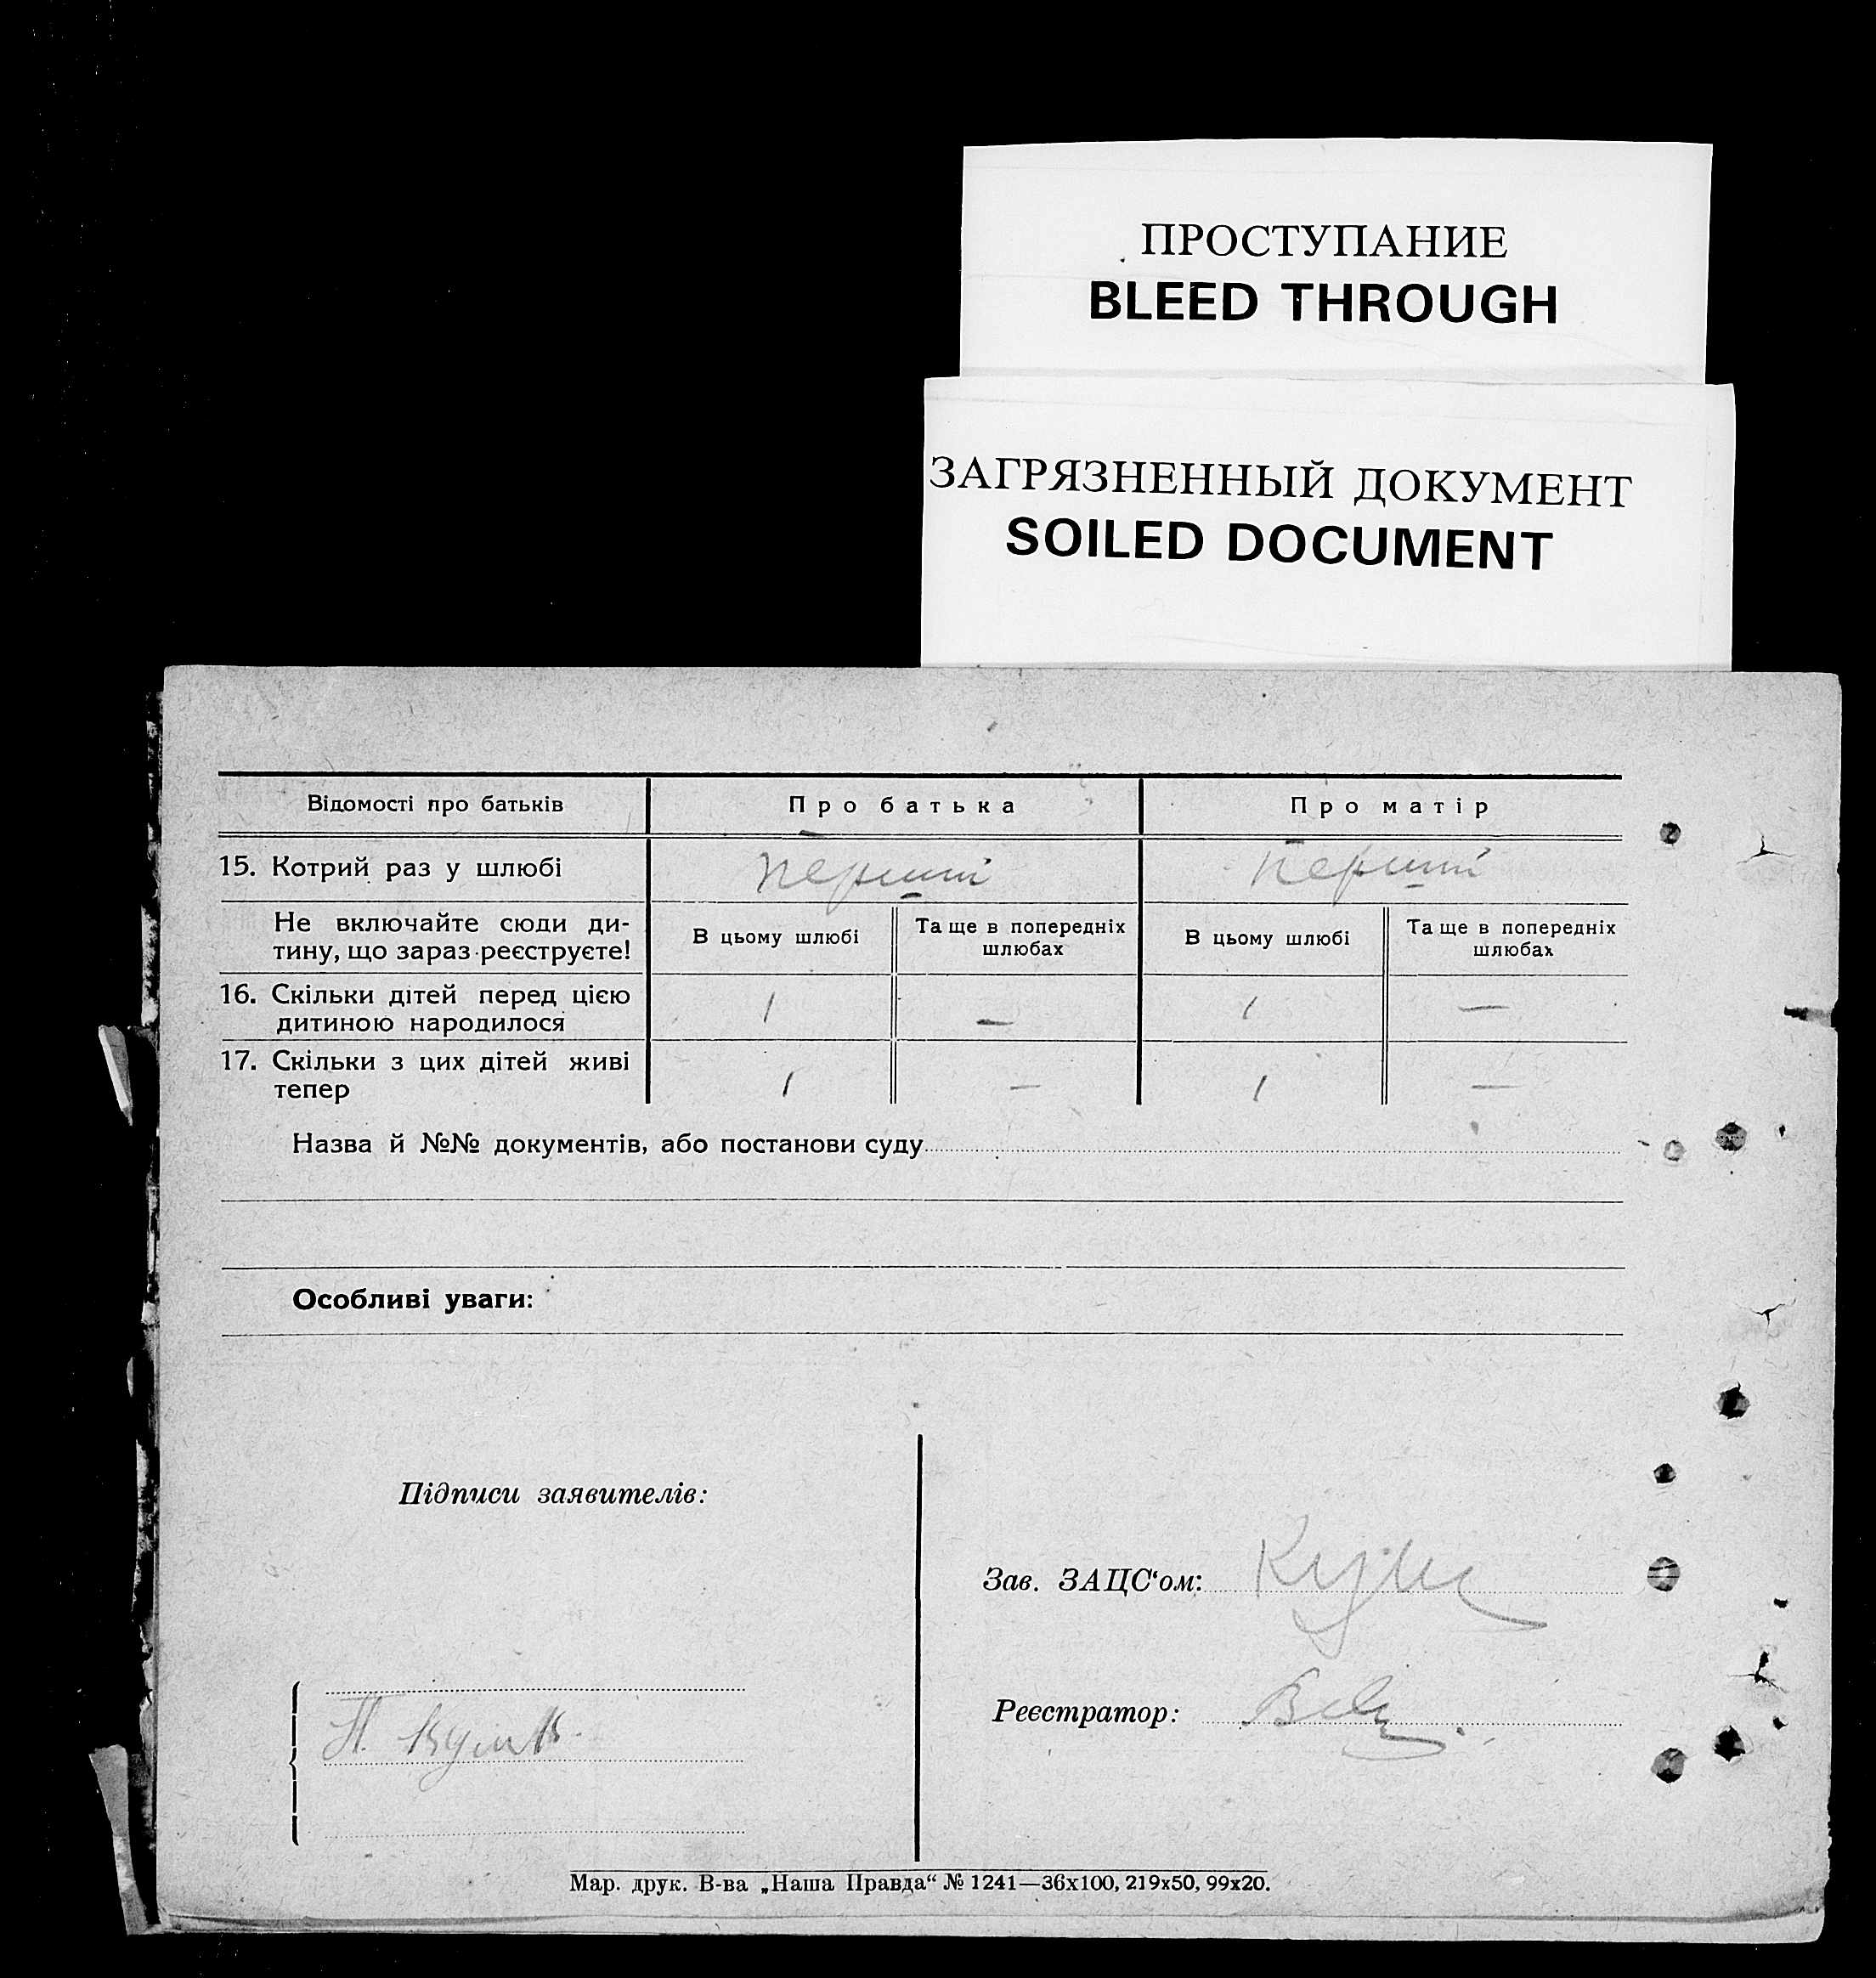 ПРОСТУПАНИЕ
BLEED THROUGH
ЗАГРЯЗНЕННЫЙ ДОКУМЕНТ
SOILED DOCUMENT
Відомості про батьків Про батька Про матір
15. Котрий раз у шлюбі перший перший
Не включайте сюди ди-
тину, що зараз реєструєте!
В цьому шлюбі Та ще в попередніх
шлюбах
В цьому шлюбі Та ще в попередніх
шлюбах
16. Скільки дітей перед цією
дитиною народилося
1 — 1 —
17. Скільки з цих дітей живі
тепер
1 — 1 —
Назва й №№ документів, або постанови суду
Особливі уваги:
Підписи заявителів:
Н.
Зав. ЗАЦС‘ом:
Реєстратор:
Мар. друк. В-ва „Наша Правда“ № 1241—36х100, 219х50, 99х20.